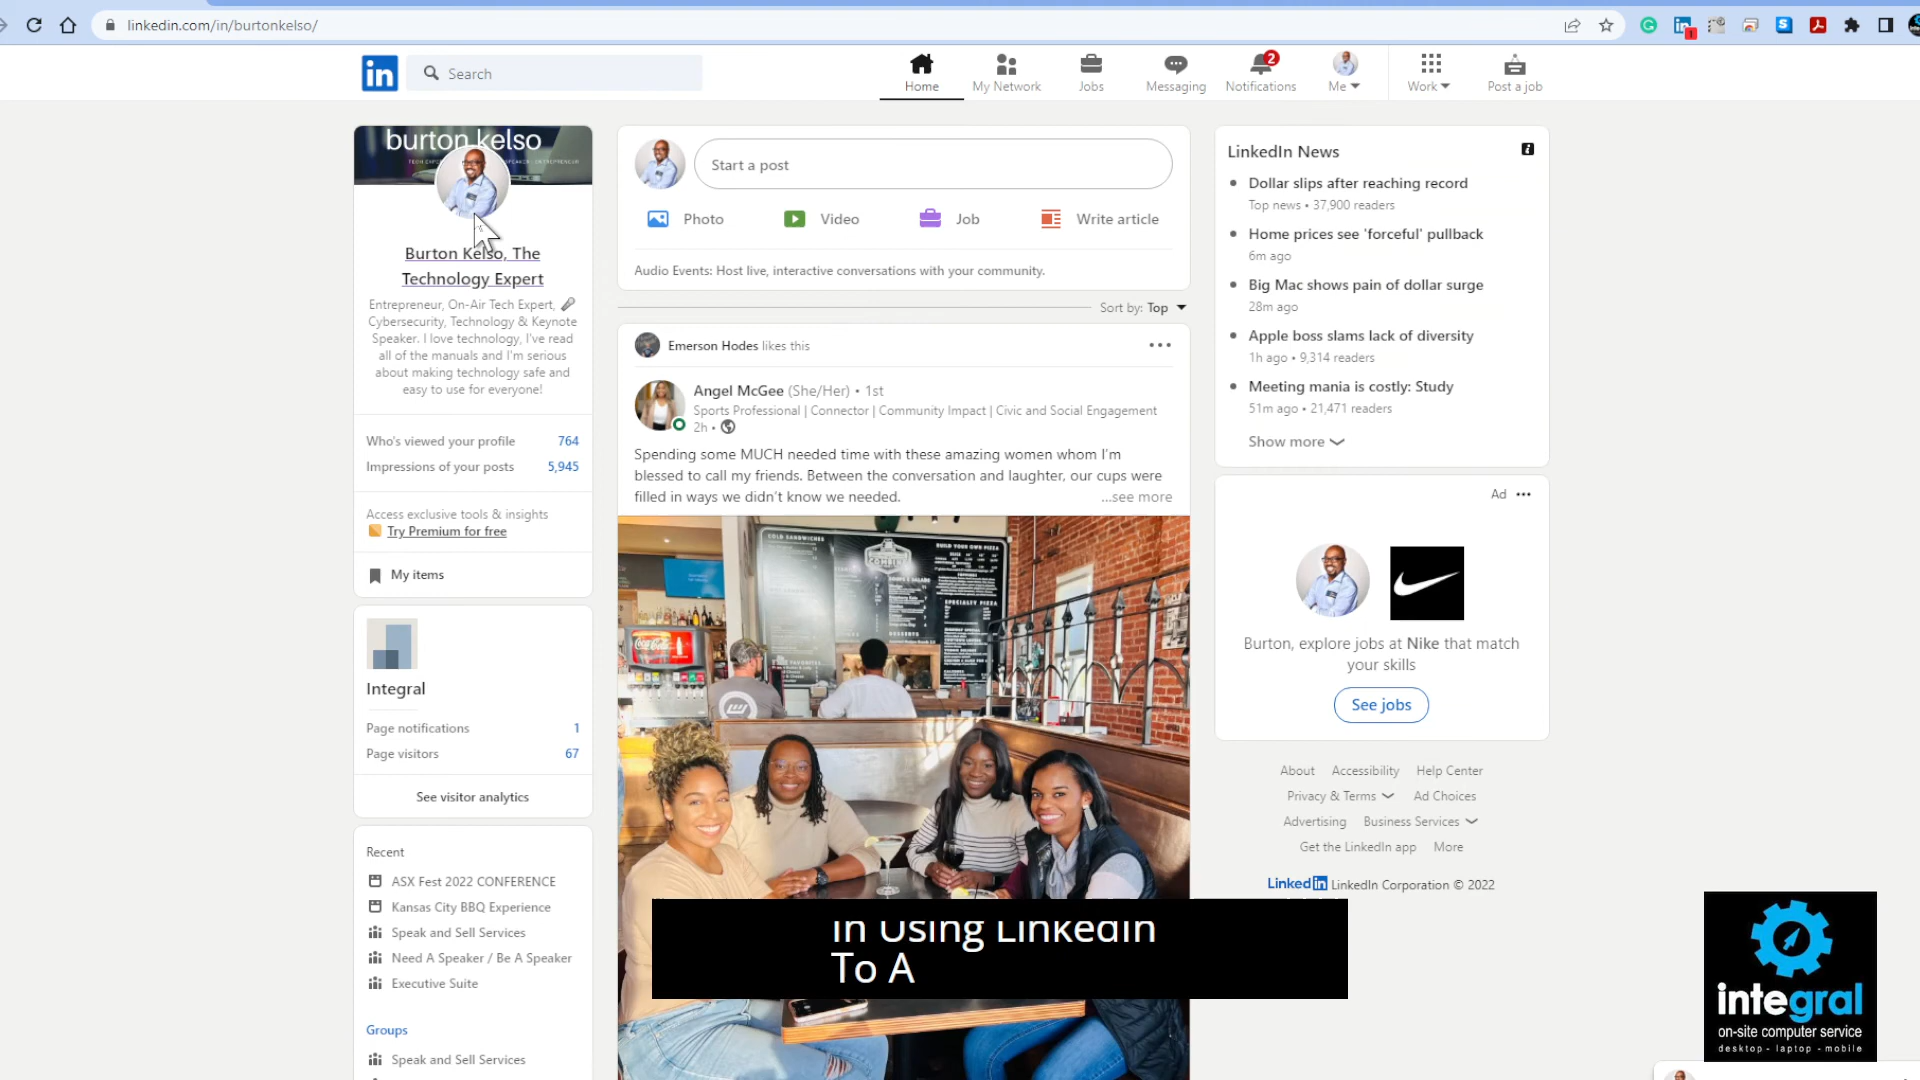 linkedin.com/in/burtonkelso/
in
Search
Home
My Network
Jobs
Messaging
2
Notifications
Me
Work
Post a job
burton kelso
Burton Kelso, The
Technology Expert
Entrepreneur, On-Air Tech Expert,
Cybersecurity, Technology & Keynote
Speaker. I love technology, I've read
all of the manuals and I'm serious
about making technology safe and
easy to use for everyone!
Who's viewed your profile 764
Impressions of your posts 5,945
Access exclusive tools & insights
Try Premium for free
My items
Integral
Page notifications 1
Page visitors 67
See visitor analytics
Recent
ASX Fest 2022 CONFERENCE
Kansas City BBQ Experience
Speak and Sell Services
Need A Speaker / Be A Speaker
Executive Suite
Groups
Speak and Sell Services
Start a post
Photo
Video
Job
Write article
Audio Events: Host live, interactive conversations with your community.
Sort by: Top
Emerson Hodes likes this
Angel McGee (She/Her) • 1st
Sports Professional | Connector | Community Impact | Civic and Social Engagement
2h •
Spending some MUCH needed time with these amazing women whom I'm
blessed to call my friends. Between the conversation and laughter, our cups were
filled in ways we didn't know we needed. ...see more
COLD SANDWICHES
BUILD YOUR OWN PIZZA
SPECIALTY PIZZA
Coca-Cola
In Using LinkedIn
To A
LinkedIn News
Dollar slips after reaching record
Top news • 37,900 readers
Home prices see 'forceful' pullback
6m ago
Big Mac shows pain of dollar surge
28m ago
Apple boss slams lack of diversity
1h ago • 9,314 readers
Meeting mania is costly: Study
51m ago • 21,471 readers
Show more
Ad
Burton, explore jobs at Nike that match
your skills
See jobs
About Accessibility Help Center
Privacy & Terms Ad Choices
Advertising Business Services
Get the LinkedIn app More
LinkedIn LinkedIn Corporation © 2022
integral
on-site computer service
desktop - laptop - mobile